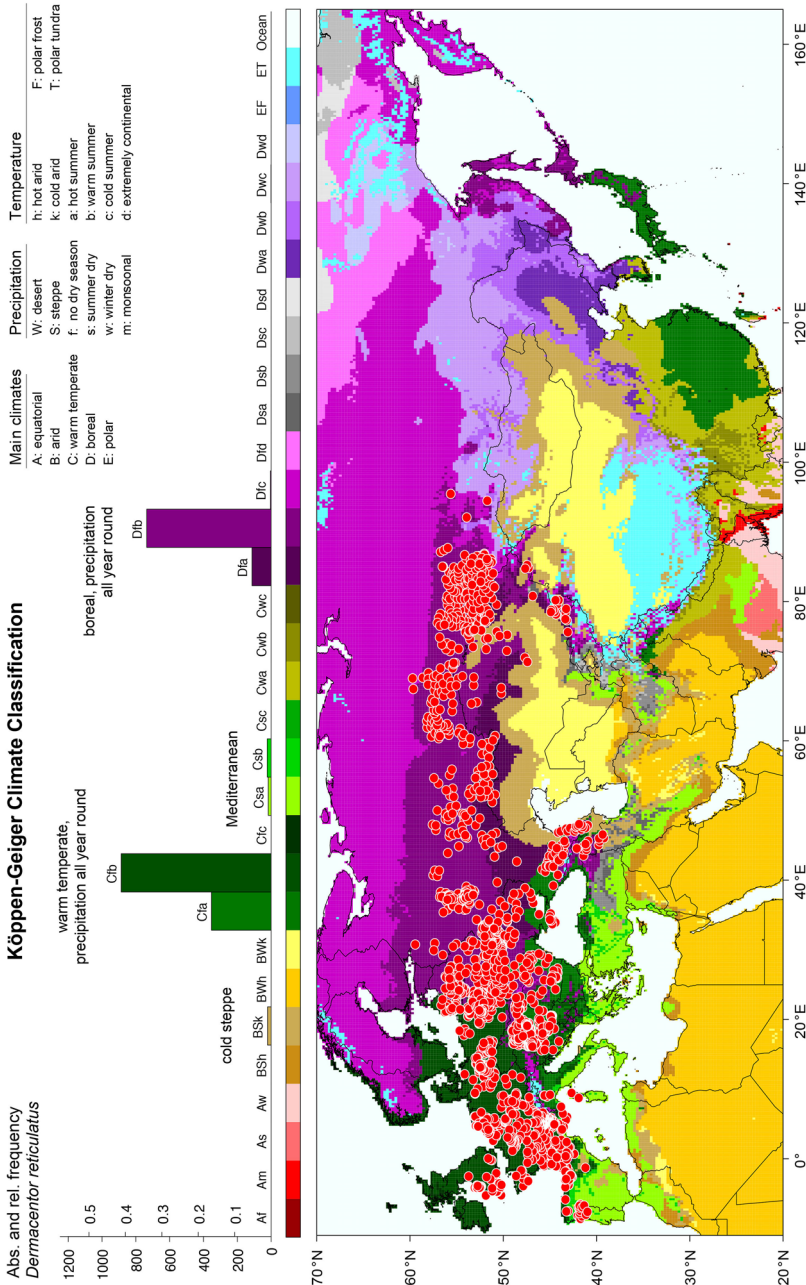 Abs. and rel. frequency
Dermacentor reticulatus
Köppen-Geiger Climate Classification
Main climates
A: equatorial
B: arid
C: warm temperate
D: boreal
E: polar
Precipitation
W: desert
S: steppe
f: no dry season
s: summer dry
w: winter dry
m: monsoonal
Temperature
h: hot arid
k: cold arid
a: hot summer
b: warm summer
c: cold summer
d: extremely continental
F: polar frost
T: polar tundra
1200
1000
800
600
400
200
0
0.5
0.4
0.3
0.2
0.1
cold steppe
warm temperate,
precipitation all year round
Cfa
Cfb
Mediterranean
boreal, precipitation
all year round
Dfa
Dfb
Af Am As Aw BSh BSk BWh BWk Cfc Csa Csb Csc Cwa Cwb Cwc Dfc Dfd Dsa Dsb Dsc Dsd Dwa Dwb Dwc Dwd EF ET Ocean
70°N
60°N
50°N
40°N
30°N
20°N
0° 20°E 40°E 60°E 80°E 100°E 120°E 140°E 160°E